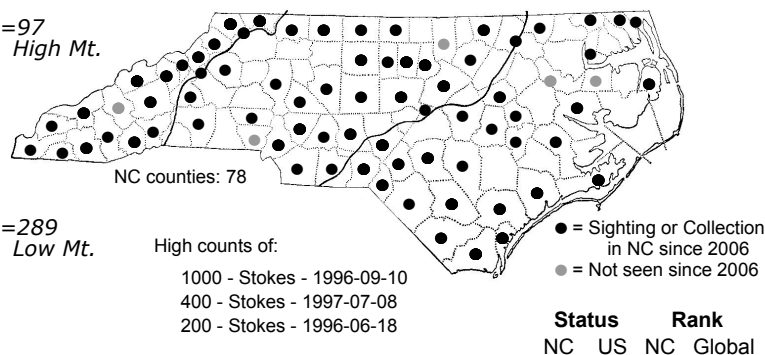 =97
High Mt.
NC counties: 78
=289
Low Mt.
High counts of:
1000 - Stokes - 1996-09-10
400 - Stokes - 1997-07-08
200 - Stokes - 1996-06-18
= Sighting or Collection
in NC since 2006
= Not seen since 2006
Status Rank
NC US NC Global